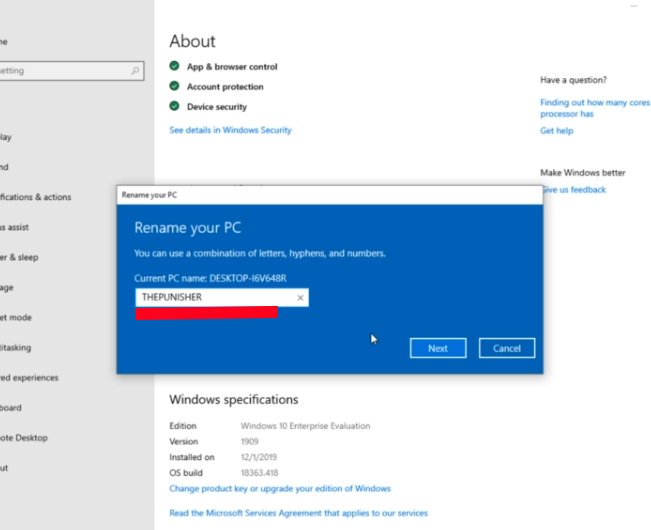 About
App & browser control
Account protection
Device security
See details in Windows Security
Have a question?
Finding out how many cores
processor has
Get help
Make Windows better
Give us feedback
etting
lay
nd
fications & actions
s assist
er & sleep
age
et mode
titasking
red experiences
board
ote Desktop
ut
Rename your PC
Rename your PC
You can use a combination of letters, hyphens, and numbers.
Current PC name: DESKTOP-I6V648R
THEPUNISHER
Next
Cancel
Windows specifications
Edition Windows 10 Enterprise Evaluation
Version 1909
Installed on 12/1/2019
OS build 18363.418
Change product key or upgrade your edition of Windows
Read the Microsoft Services Agreement that applies to our services